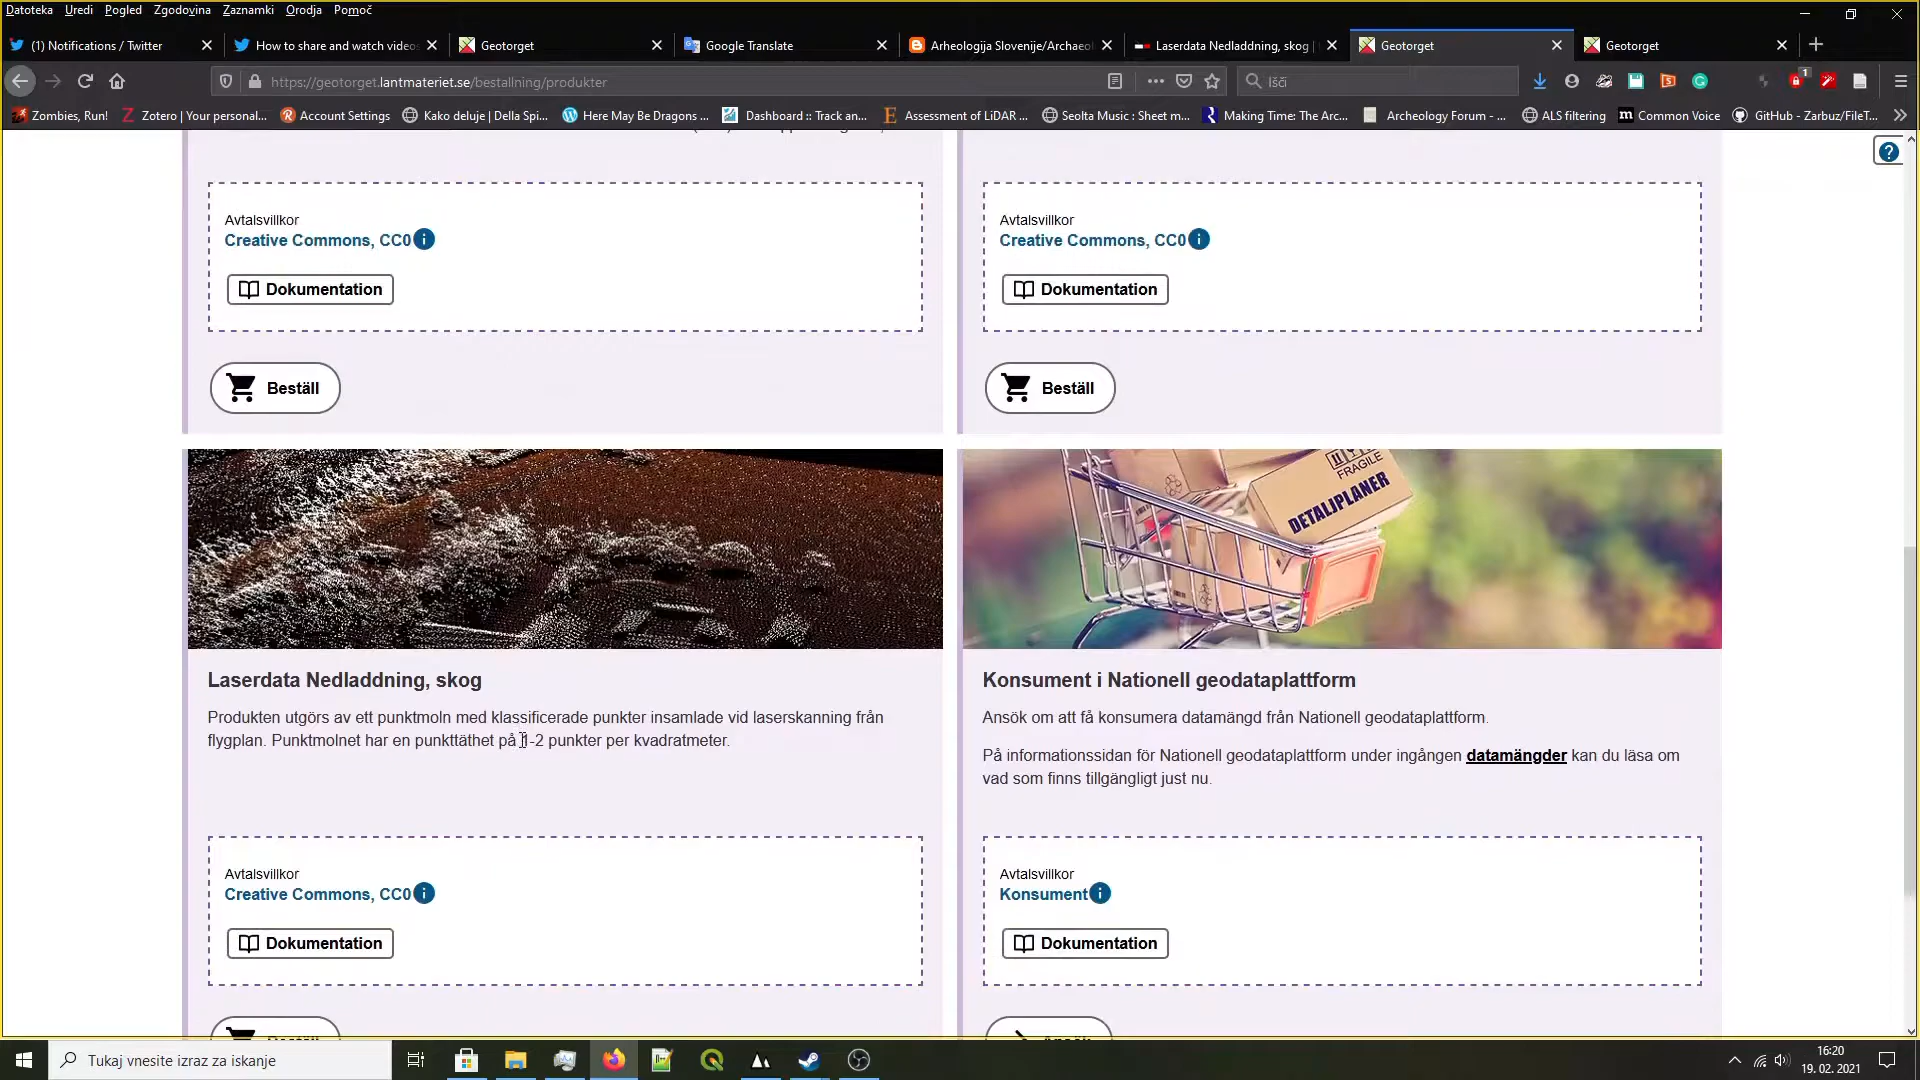 Datoteka Uredi Pogled Zgodovina Zaznamki Orodja Pomoč
(1) Notifications / Twitter
How to share and watch videos
Geotorget
Google Translate
Arheologija Slovenije/Archaeo
Laserdata Nedladdning, skog |
Geotorget
Geotorget
https://geotorget.lantmateriet.se/bestallning/produkter
Išči
1
Zombies, Run!
Zotero | Your personal...
Account Settings
Kako deluje | Della Spi...
Here May Be Dragons ...
Dashboard :: Track an...
Assessment of LiDAR ...
Seolta Music : Sheet m...
Making Time: The Arc...
Archeology Forum - ...
ALS filtering
Common Voice
GitHub - Zarbuz/FileT...
Avtalsvillkor
Creative Commons, CC0
Dokumentation
Beställ
Avtalsvillkor
Creative Commons, CC0
Dokumentation
Beställ
Laserdata Nedladdning, skog
Produkten utgörs av ett punktmoln med klassificerade punkter insamlade vid laserskanning från
flygplan. Punktmolnet har en punkttäthet på 1-2 punkter per kvadratmeter.
Avtalsvillkor
Creative Commons, CC0
Dokumentation
FRAGILE
DETALJPLANER
Konsument i Nationell geodataplattform
Ansök om att få konsumera datamängd från Nationell geodataplattform.
På informationssidan för Nationell geodataplattform under ingången datamängder kan du läsa om
vad som finns tillgängligt just nu.
Avtalsvillkor
Konsument
Dokumentation
Tukaj vnesite izraz za iskanje
16:20
19. 02. 2021